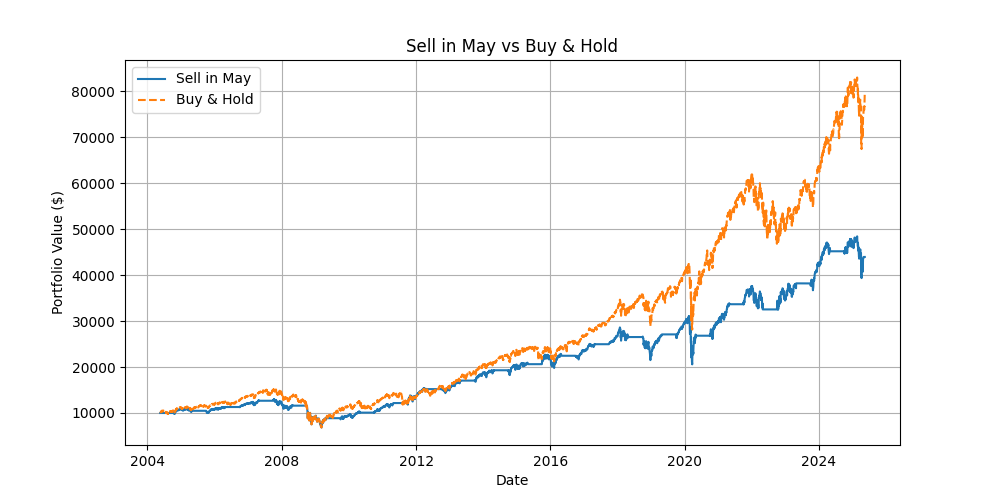 Sell in May vs Buy & Hold
Sell in May
Buy & Hold
80000
70000
60000
50000
40000
30000
20000
10000
Portfolio Value ($)
2004
2008
2012
2016
2020
2024
Date